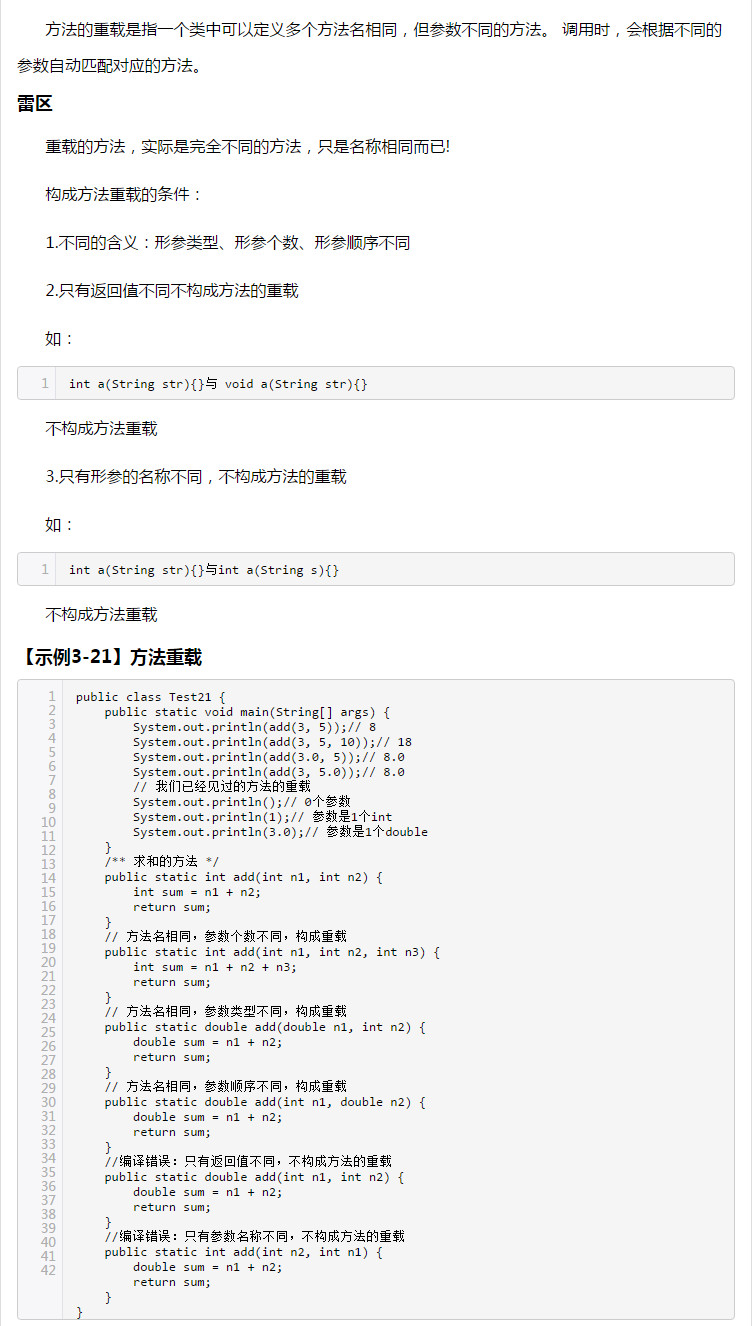 方法的重载是指一个类中可以定义多个方法名相同，但参数不同的方法。 调用时，会根据不同的
参数自动匹配对应的方法。
雷区
重载的方法，实际是完全不同的方法，只是名称相同而已!
构成方法重载的条件：
1.不同的含义：形参类型、形参个数、形参顺序不同
2.只有返回值不同不构成方法的重载
如：
1 int a(String str){}与 void a(String str){}
不构成方法重载
3.只有形参的名称不同，不构成方法的重载
如：
1 int a(String str){}与int a(String s){}
不构成方法重载
【示例3-21】方法重载
1 public class Test21 {
2     public static void main(String[] args) {
3         System.out.println(add(3, 5));// 8
4         System.out.println(add(3, 5, 10));// 18
5         System.out.println(add(3.0, 5));// 8.0
6         System.out.println(add(3, 5.0));// 8.0
7         // 我们已经见过的方法的重载
8         System.out.println();// 0个参数
9         System.out.println(1);// 参数是1个int
10         System.out.println(3.0);// 参数是1个double
11     }
12     /** 求和的方法 */
13     public static int add(int n1, int n2) {
14         int sum = n1 + n2;
15         return sum;
16     }
17     // 方法名相同，参数个数不同，构成重载
18     public static int add(int n1, int n2, int n3) {
19         int sum = n1 + n2 + n3;
20         return sum;
21     }
22     // 方法名相同，参数类型不同，构成重载
23     public static double add(double n1, int n2) {
24         double sum = n1 + n2;
25         return sum;
26     }
27     // 方法名相同，参数顺序不同，构成重载
28     public static double add(int n1, double n2) {
29         double sum = n1 + n2;
30         return sum;
31     }
32     //编译错误：只有返回值不同，不构成方法的重载
33     public static double add(int n1, int n2) {
34         double sum = n1 + n2;
35         return sum;
36     }
37     //编译错误：只有参数名称不同，不构成方法的重载
38     public static int add(int n2, int n1) {
39         double sum = n1 + n2;
40         return sum;
41     }
42 }